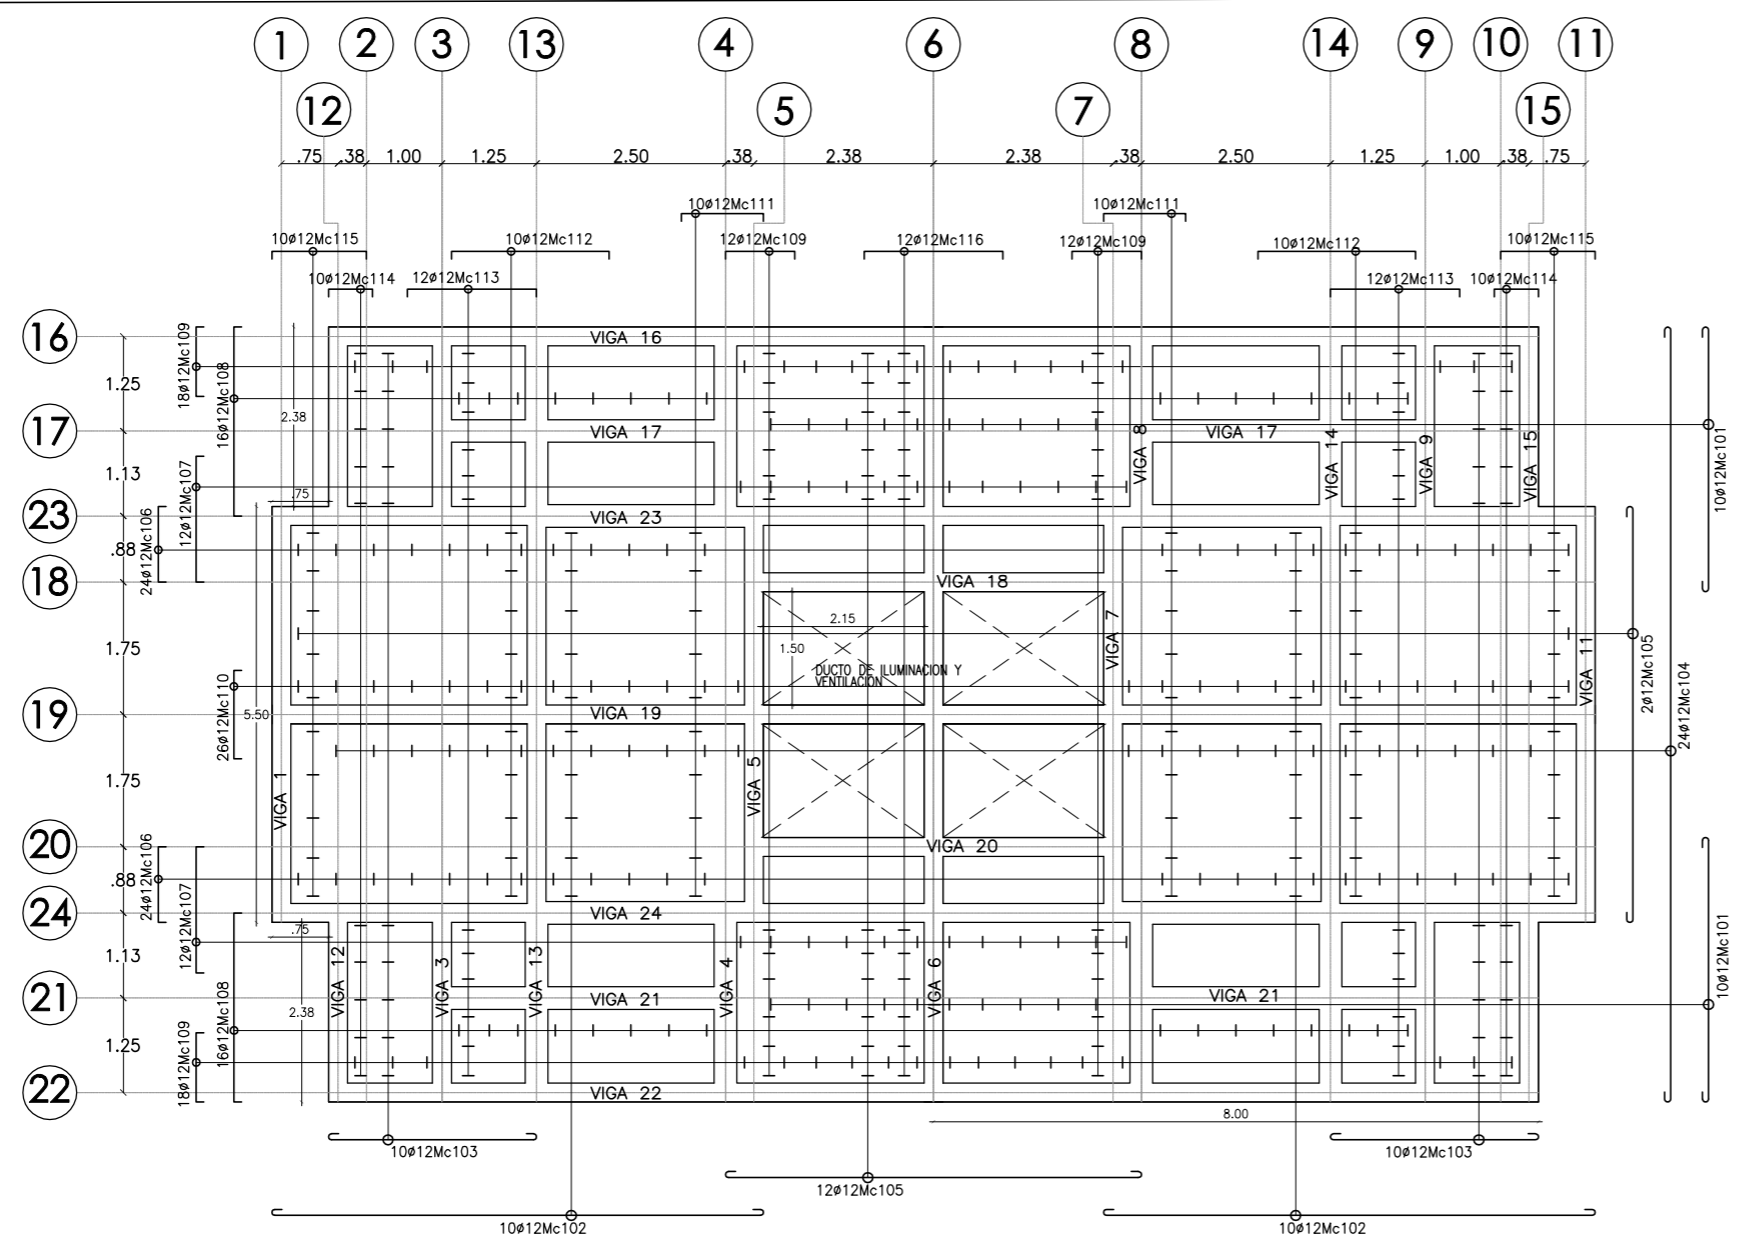 1 2 3 13 4 6 8 14 9 10 11
12 5 7 15
.75 .38 1.00 1.25 2.50 .38 2.38 2.38 .38 2.50 1.25 1.00 .38 .75
10ø12Mc111 10ø12Mc111
10ø12Mc115 10ø12Mc112 12ø12Mc109 12ø12Mc116 12ø12Mc109 10ø12Mc112 10ø12Mc115
10ø12Mc114 12ø12Mc113 12ø12Mc113 10ø12Mc114
16 VIGA 16
18ø12Mc109
1.25
16ø12Mc108
2.38
17 VIGA 17 VIGA 17
VIGA 8
VIGA 14
VIGA 9
VIGA 15
10ø12Mc101
1.13
12ø12Mc107
.75
23 VIGA 23
.88
24ø12Mc106
18 VIGA 18
2.15
1.75
1.50
VIGA 7
DUCTO DE ILUMINACION Y
VENTILACIÓN
VIGA 11
2ø12Mc105
24ø12Mc104
26ø12Mc110
19 5.50 VIGA 19
1.75
VIGA 1
VIGA 5
20 VIGA 20
.88
24ø12Mc106
12ø12Mc107
24 VIGA 24
.75
1.13
VIGA 12
VIGA 3
VIGA 13
VIGA 4
VIGA 6
10ø12Mc101
21 VIGA 21 VIGA 21
2.38
16ø12Mc108
1.25
18ø12Mc109
22 VIGA 22
8.00
10ø12Mc103 10ø12Mc103
12ø12Mc105
10ø12Mc102 10ø12Mc102